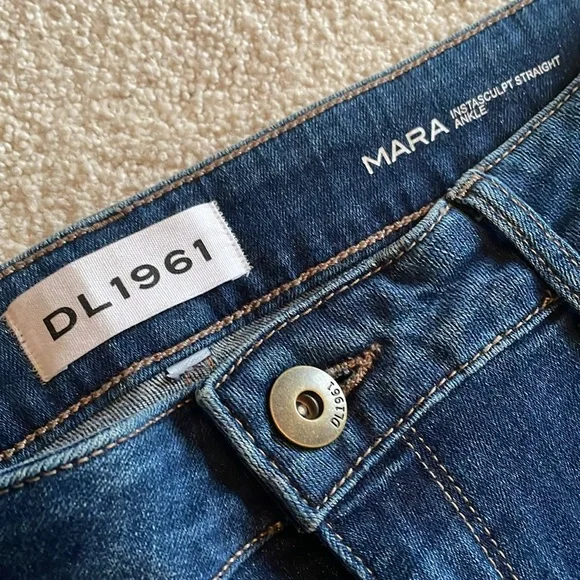 DL1961
MARA
INSTASCULPT STRAIGHT
ANKLE
DL1961